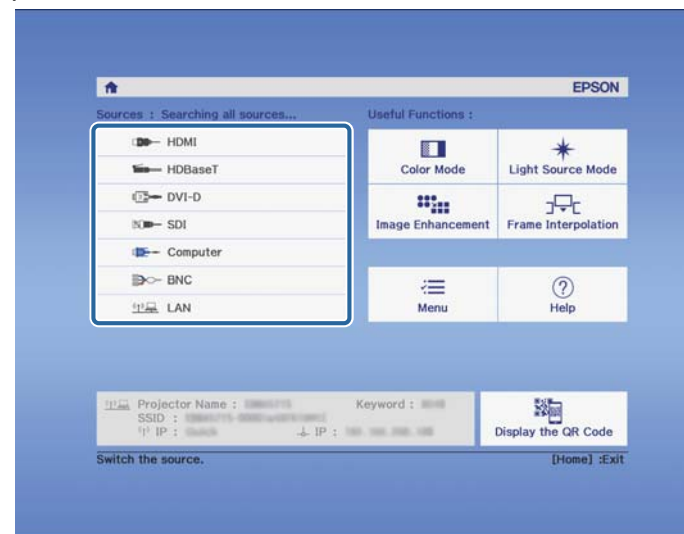 EPSON
Sources : Searching all sources...
HDMI
HDBaseT
DVI-D
SDI
Computer
BNC
LAN
Useful Functions :
Color Mode
Light Source Mode
Image Enhancement
Frame Interpolation
Menu
Help
Projector Name :
Keyword :
SSID :
IP :
IP :
Display the QR Code
Switch the source.
[Home] :Exit